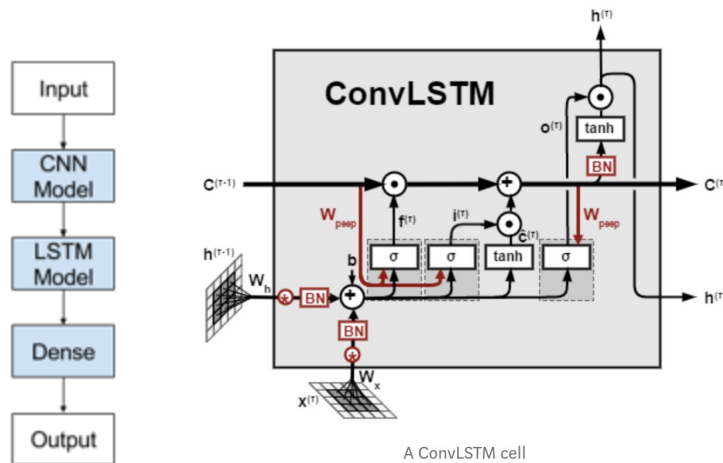 Input
CNN
Model
LSTM
Model
Dense
Output
h(τ)
ConvLSTM
o(τ)
tanh
BN
C(τ-1)
C(τ
W peep
f(τ)
i(τ)
ĉ(τ)
W peep
h(τ-1)
σ
σ
tanh
σ
W h
b
BN
h(τ
BN
W x
X(τ)
A ConvLSTM cell